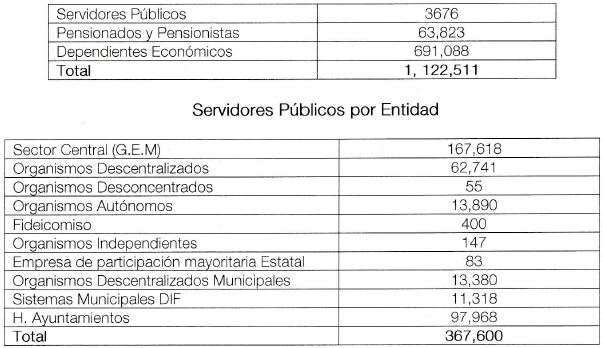 Servidores Públicos 3676
Pensionados y Pensionistas 63,823
Dependientes Económicos 691,088
Total 1, 122,511
Servidores Públicos por Entidad
Sector Central (G.E.M) 167,618
Organismos Descentralizados 62,741
Organismos Desconcentrados 55
Organismos Autónomos 13,890
Fideicomiso 400
Organismos Independientes 147
Empresa de participación mayoritaria Estatal 83
Organismos Descentralizados Municipales 13,380
Sistemas Municipales DIF 11,318
H. Ayuntamientos 97,968
Total 367,600